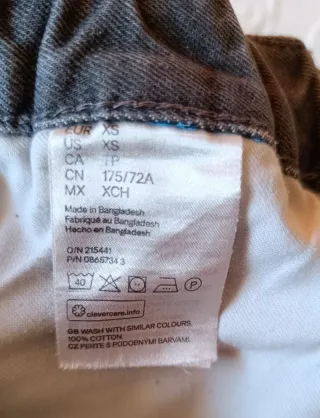 EUR XS
US XS
CA TP
CN 175/72A
MX XCH
Made in Bangladesh
Fabriqué au Bangladesh
Hecho en Bangladesh
O/N 215441
P/N 0865734 3
40 P
clevercare.info
GB WASH WITH SIMILAR COLOURS.
100% COTTON.
CZ PERTE S PODOBNÝMI BARVAMI.